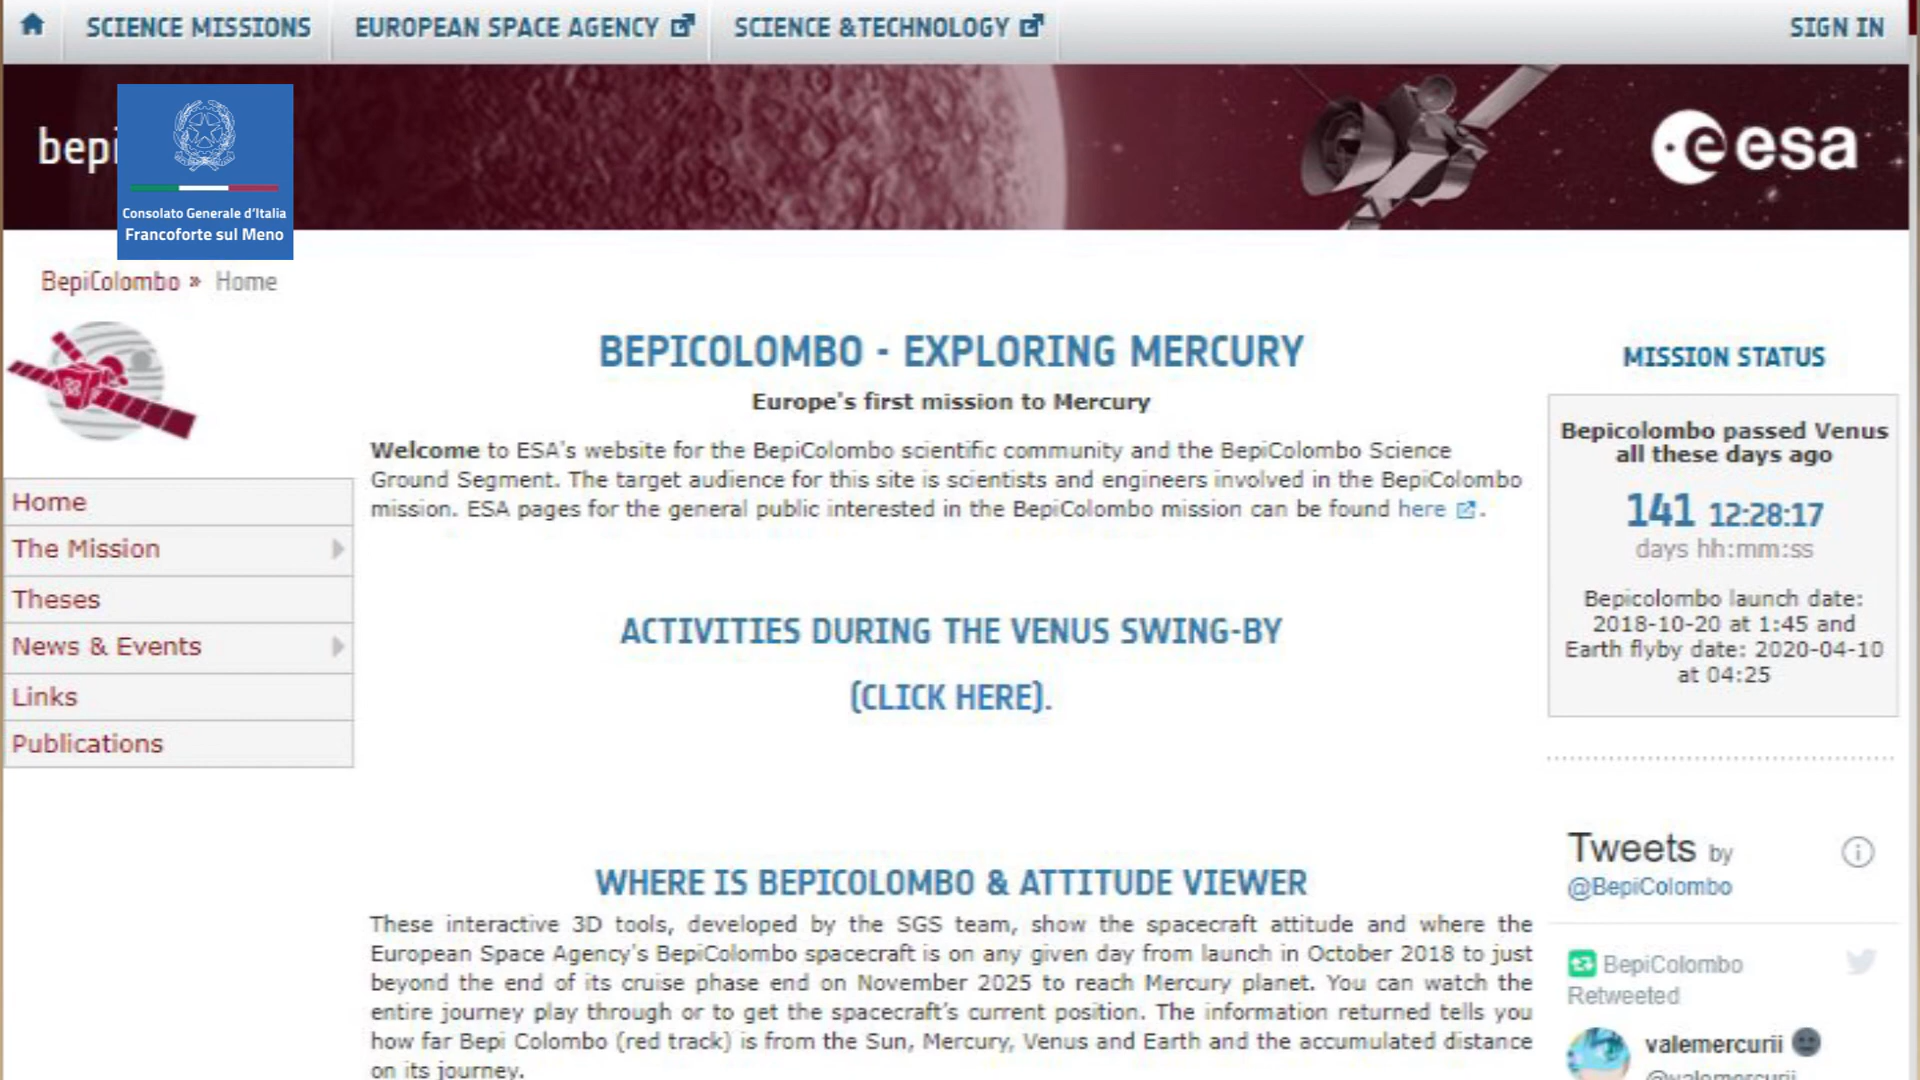 SCIENCE MISSIONS
EUROPEAN SPACE AGENCY
SCIENCE &TECHNOLOGY
SIGN IN
Consolato Generale d'Italia
Francoforte sul Meno
esa
BepiColombo » Home
Home
The Mission
Theses
News & Events
Links
Publications
BEPICOLOMBO - EXPLORING MERCURY
Europe's first mission to Mercury
Welcome to ESA's website for the BepiColombo scientific community and the BepiColombo Science
Ground Segment. The target audience for this site is scientists and engineers involved in the BepiColombo
mission. ESA pages for the general public interested in the BepiColombo mission can be found here.
ACTIVITIES DURING THE VENUS SWING-BY
(CLICK HERE).
WHERE IS BEPICOLOMBO & ATTITUDE VIEWER
These interactive 3D tools, developed by the SGS team, show the spacecraft attitude and where the
European Space Agency's BepiColombo spacecraft is on any given day from launch in October 2018 to just
beyond the end of its cruise phase end on November 2025 to reach Mercury planet. You can watch the
entire journey play through or to get the spacecraft's current position. The information returned tells you
how far Bepi Colombo (red track) is from the Sun, Mercury, Venus and Earth and the accumulated distance
on its journey.
MISSION STATUS
Bepicolombo passed Venus
all these days ago
141 12:28:17
days hh:mm:ss
Bepicolombo launch date:
2018-10-20 at 1:45 and
Earth flyby date: 2020-04-10
at 04:25
Tweets by
@BepiColombo
BepiColombo
Retweeted
valemercurii